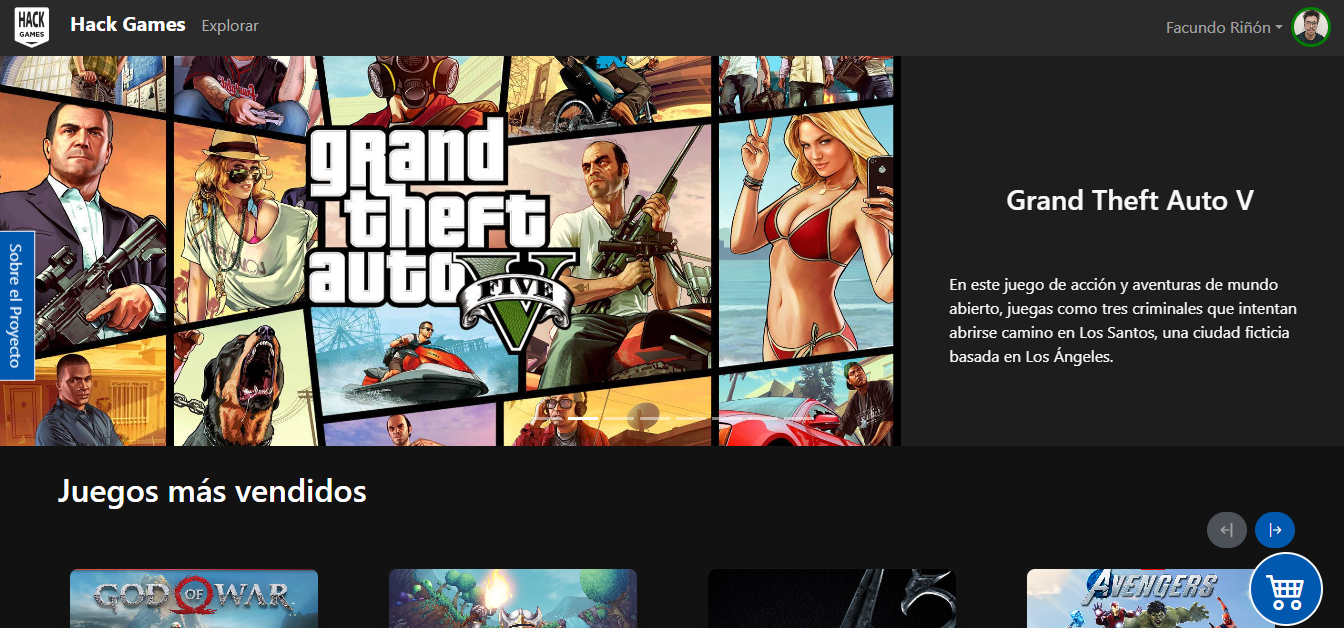 HACK
GAMES
Hack Games
Explorar
Facundo Riñón
grand
theft
auto
FIVE
V
Sobre el Proyecto
Grand Theft Auto V
En este juego de acción y aventuras de mundo
abierto, juegas como tres criminales que intentan
abrirse camino en Los Santos, una ciudad ficticia
basada en Los Ángeles.
Juegos más vendidos
GOD OF WAR
AVENGERS